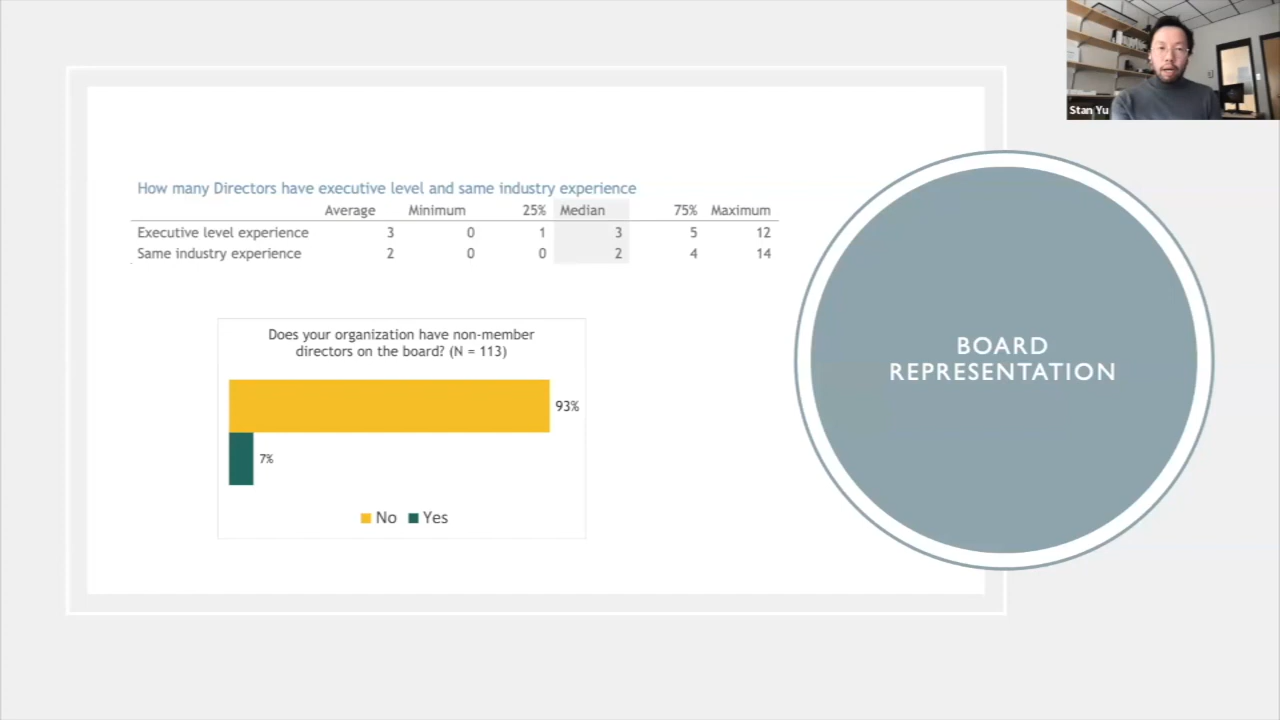 Stan Yu
How many Directors have executive level and same industry experience
Average Minimum 25% Median 75% Maximum
Executive level experience 3 0 1 3 5 12
Same industry experience 2 0 0 2 4 14
Does your organization have non-member
directors on the board? (N = 113)
93%
7%
No Yes
BOARD
REPRESENTATION